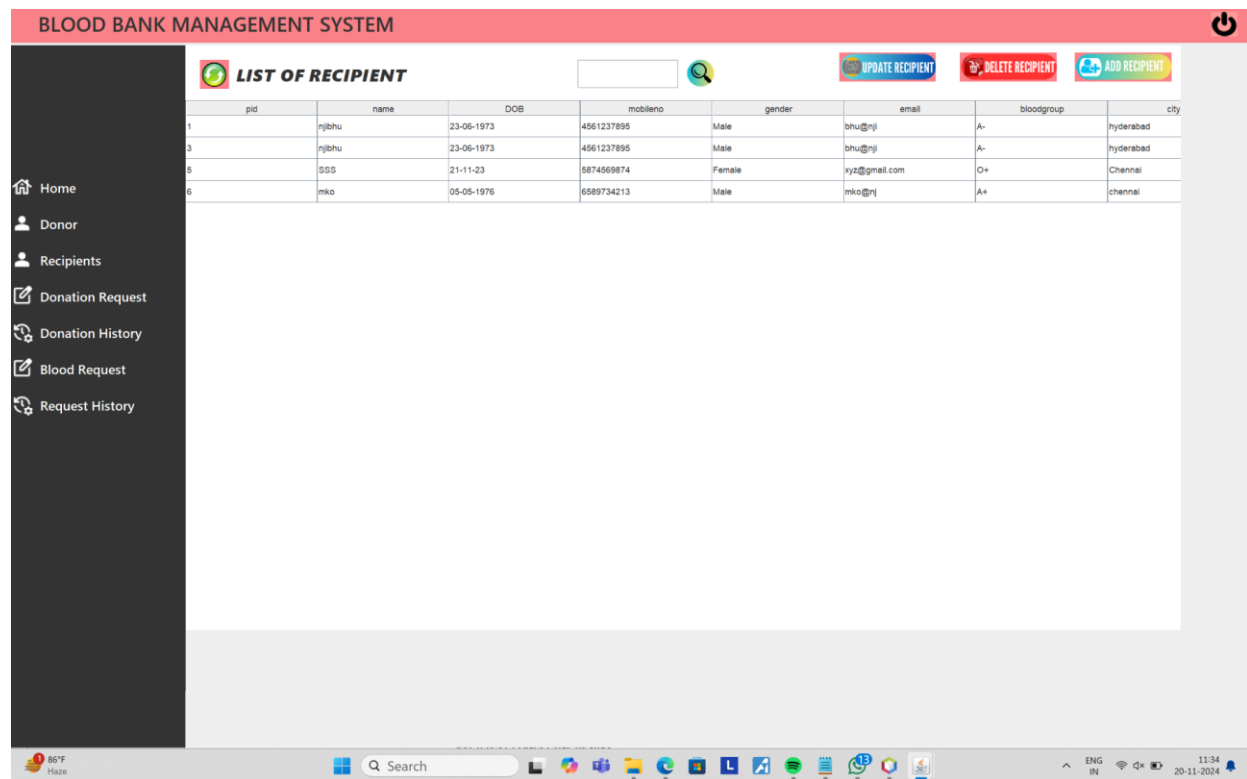 BLOOD BANK MANAGEMENT SYSTEM
LIST OF RECIPIENT
UPDATE RECIPIENT
DELETE RECIPIENT
ADD RECIPIENT
pid name DOB mobileno gender email bloodgroup city
1 njibhu 23-06-1973 4561237895 Male bhu@nji A- hyderabad
3 njibhu 23-06-1973 4561237895 Male bhu@nji A- hyderabad
5 SSS 21-11-23 5874569874 Female xyz@gmail.com O+ Chennai
6 mko 05-05-1976 6589734213 Male mko@nj A+ chennai
Home
Donor
Recipients
Donation Request
Donation History
Blood Request
Request History
1
86°F
Haze
Search
L
13
ENG
IN
11:34
20-11-2024